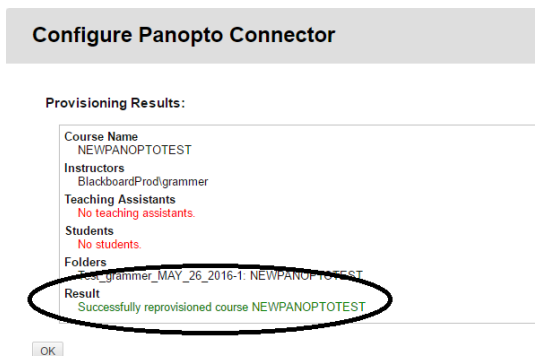 Configure Panopto Connector
Provisioning Results:
Course Name
NEWPANOPTOTEST
Instructors
BlackboardProd\grammer
Teaching Assistants
No teaching assistants.
Students
No students.
Folders
Test_grammer_MAY_26_2016-1: NEWPANOPTOTEST
Result
Successfully reprovisioned course NEWPANOPTOTEST
OK